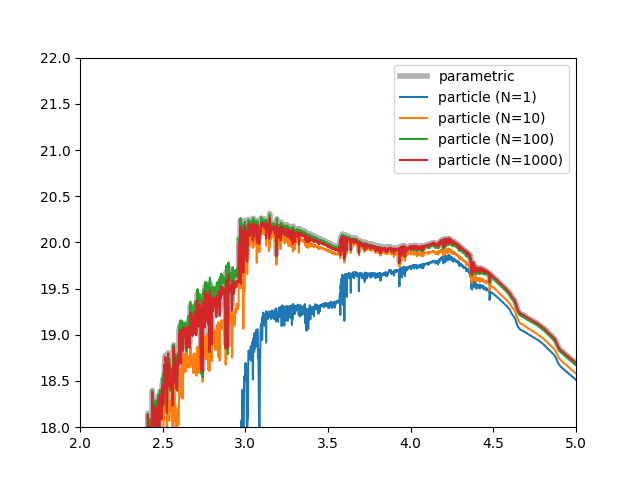 22.0
21.5
21.0
20.5
20.0
19.5
19.0
18.5
18.0
2.0 2.5 3.0 3.5 4.0 4.5 5.0
parametric
particle (N=1)
particle (N=10)
particle (N=100)
particle (N=1000)